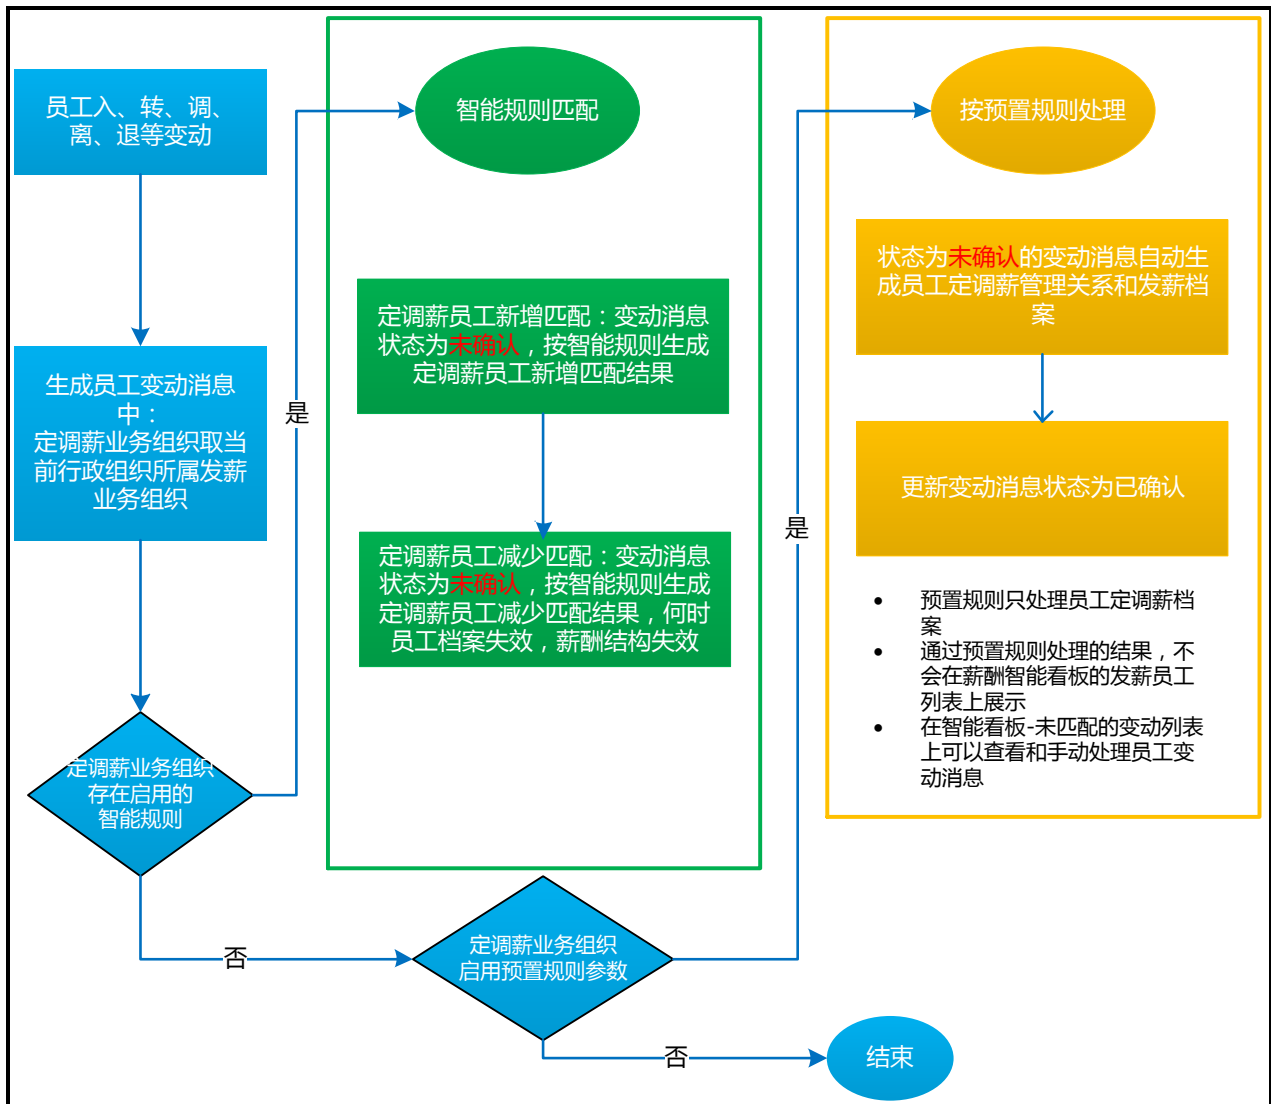 员工入、转、调、
离、退等变动
生成员工变动消息
中：
定调薪业务组织取当
前行政组织所属发薪
业务组织
定调薪业务组织
存在启用的
智能规则
是
否
智能规则匹配
定调薪员工新增匹配：变动消息
状态为未确认，按智能规则生成
定调薪员工新增匹配结果
定调薪员工减少匹配：变动消息
状态为未确认，按智能规则生成
定调薪员工减少匹配结果，何时
员工档案失效，薪酬结构失效
定调薪业务组织
启用预置规则参数
是
否
结束
按预置规则处理
状态为未确认的变动消息自动生
成员工定调薪管理关系和发薪档
案
更新变动消息状态为已确认
• 预置规则只处理员工定调薪档
案
• 通过预置规则处理的结果，不
会在薪酬智能看板的发薪员工
列表上展示
• 在智能看板-未匹配的变动列表
上可以查看和手动处理员工变
动消息